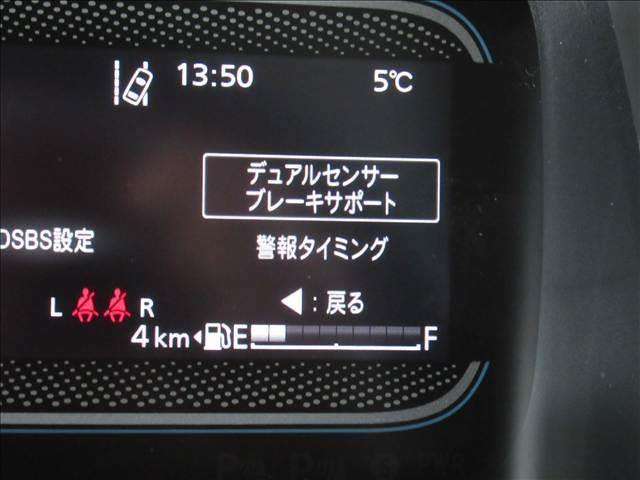 13:50 5℃
デュアルセンサー
ブレーキサポート
DSBS設定
警報タイミング
L R
◀:戻る
4km E F